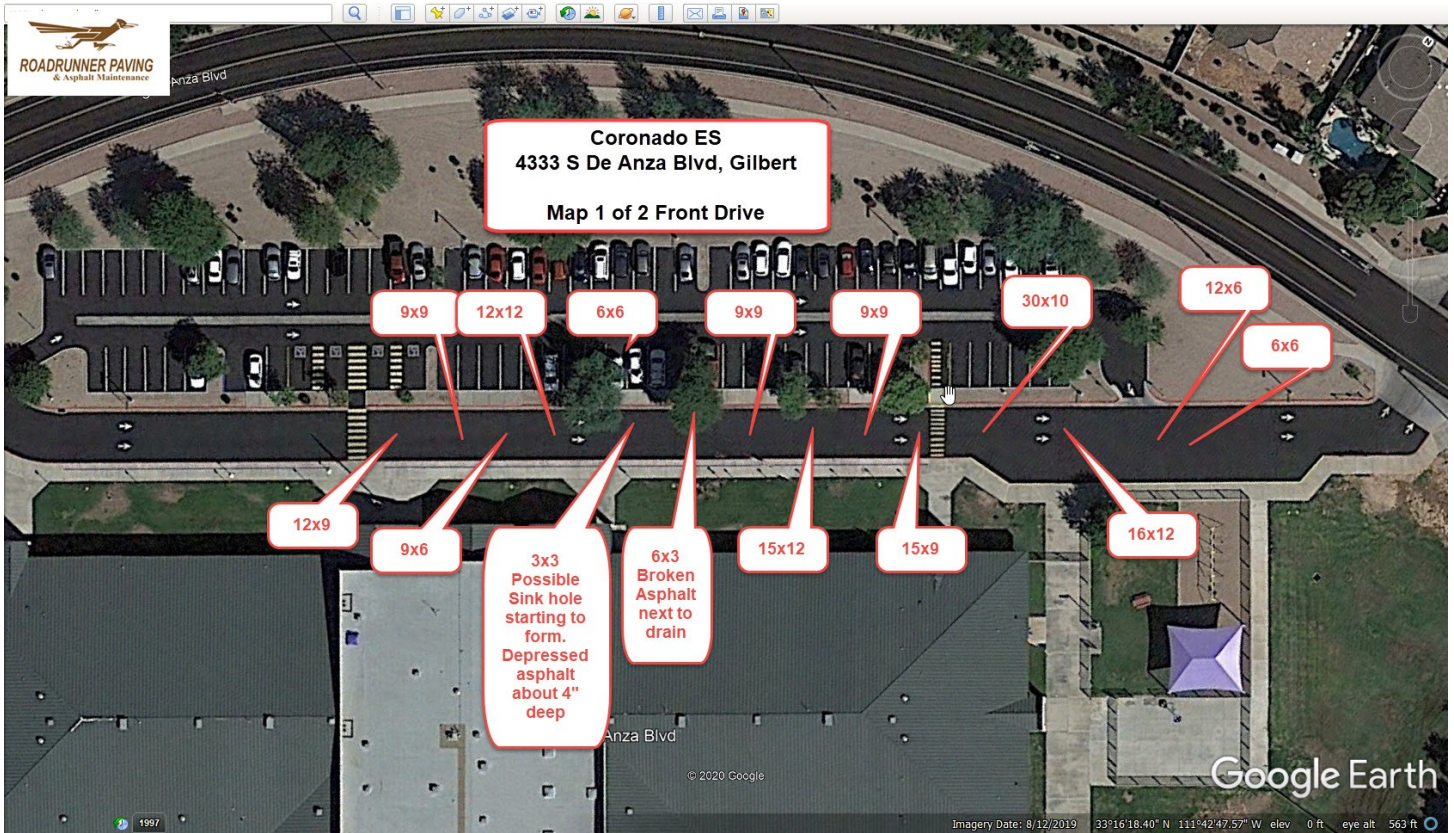 ROADRUNNER PAVING
& Asphalt Maintenance
Anza Blvd
Coronado ES
4333 S De Anza Blvd, Gilbert
Map 1 of 2 Front Drive
9x9
12x12
6x6
9x9
9x9
30x10
12x6
6x6
12x9
9x6
3x3
Possible
Sink hole
starting to
form.
Depressed
asphalt
about 4"
deep
6x3
Broken
Asphalt
next to
drain
15x12
15x9
16x12
Anza Blvd
© 2020 Google
Google Earth
1997
Imagery Date: 8/12/2019 33°16'18.40" N 111°42'47.57" W elev 0 ft eye alt 563 ft